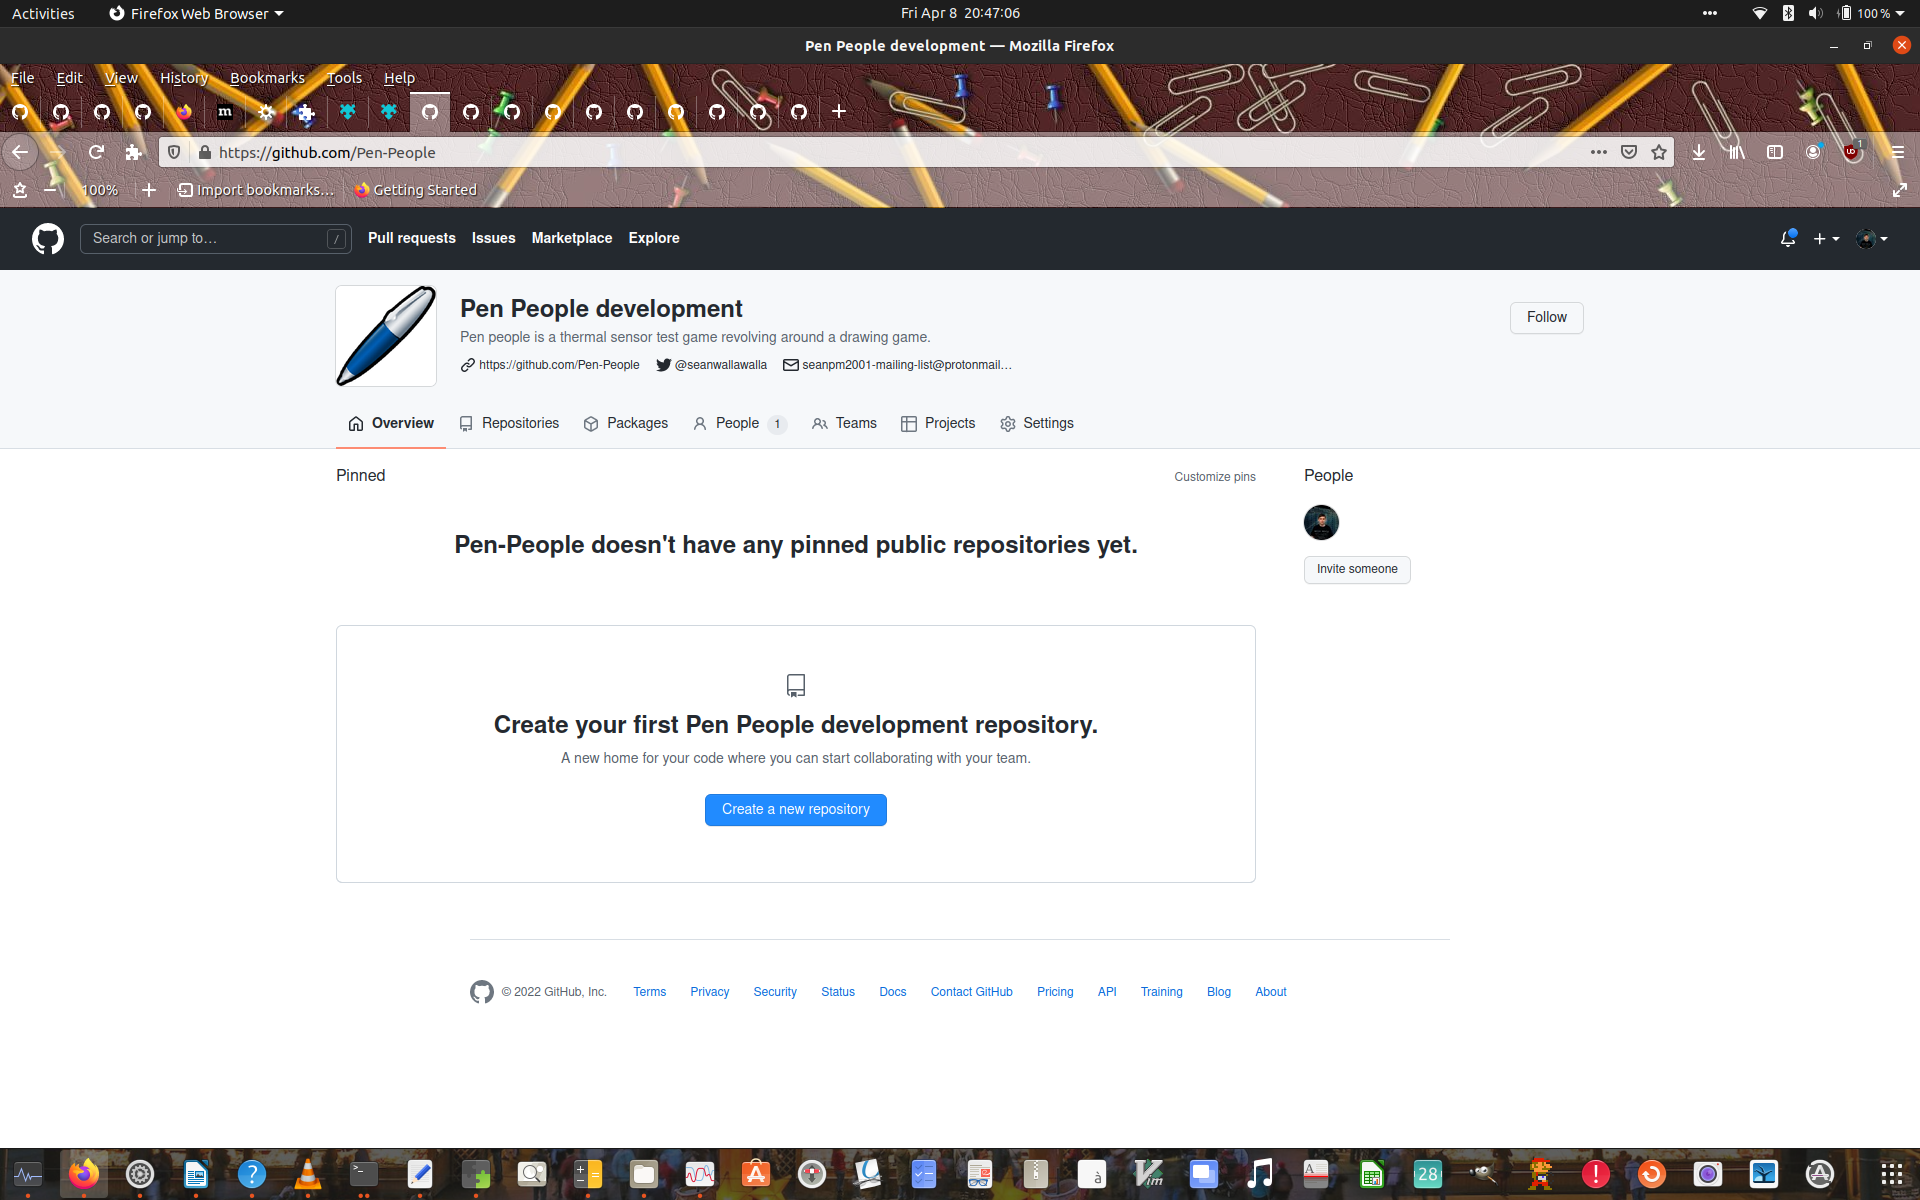 Activities Firefox Web Browser Fri Apr 8 20:47:06 100 %
Pen People development — Mozilla Firefox
File Edit View History Bookmarks Tools Help
m
https://github.com/Pen-People 1
100% Import bookmarks… Getting Started
Search or jump to… / Pull requests Issues Marketplace Explore
Pen People development
Follow
Pen people is a thermal sensor test game revolving around a drawing game.
https://github.com/Pen-People @seanwallawalla seanpm2001-mailing-list@protonmail…
Overview Repositories Packages People 1 Teams Projects Settings
Pinned Customize pins People
Pen-People doesn't have any pinned public repositories yet.
Invite someone
Create your first Pen People development repository.
A new home for your code where you can start collaborating with your team.
Create a new repository
© 2022 GitHub, Inc. Terms Privacy Security Status Docs Contact GitHub Pricing API Training Blog About
28